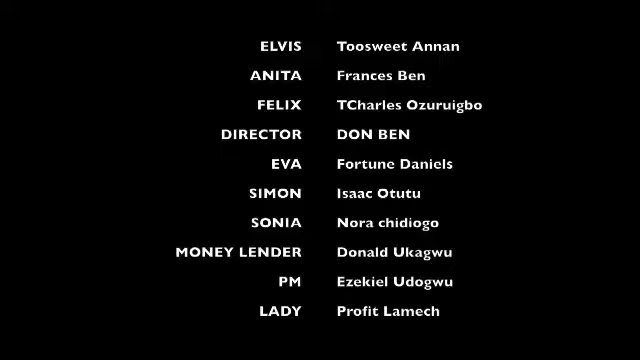 ELVIS Toosweet Annan
ANITA Frances Ben
FELIX TCharles Ozuruigbo
DIRECTOR DON BEN
EVA Fortune Daniels
SIMON Isaac Otutu
SONIA Nora chidiogo
MONEY LENDER Donald Ukagwu
PM Ezekiel Udogwu
LADY Profit Lamech